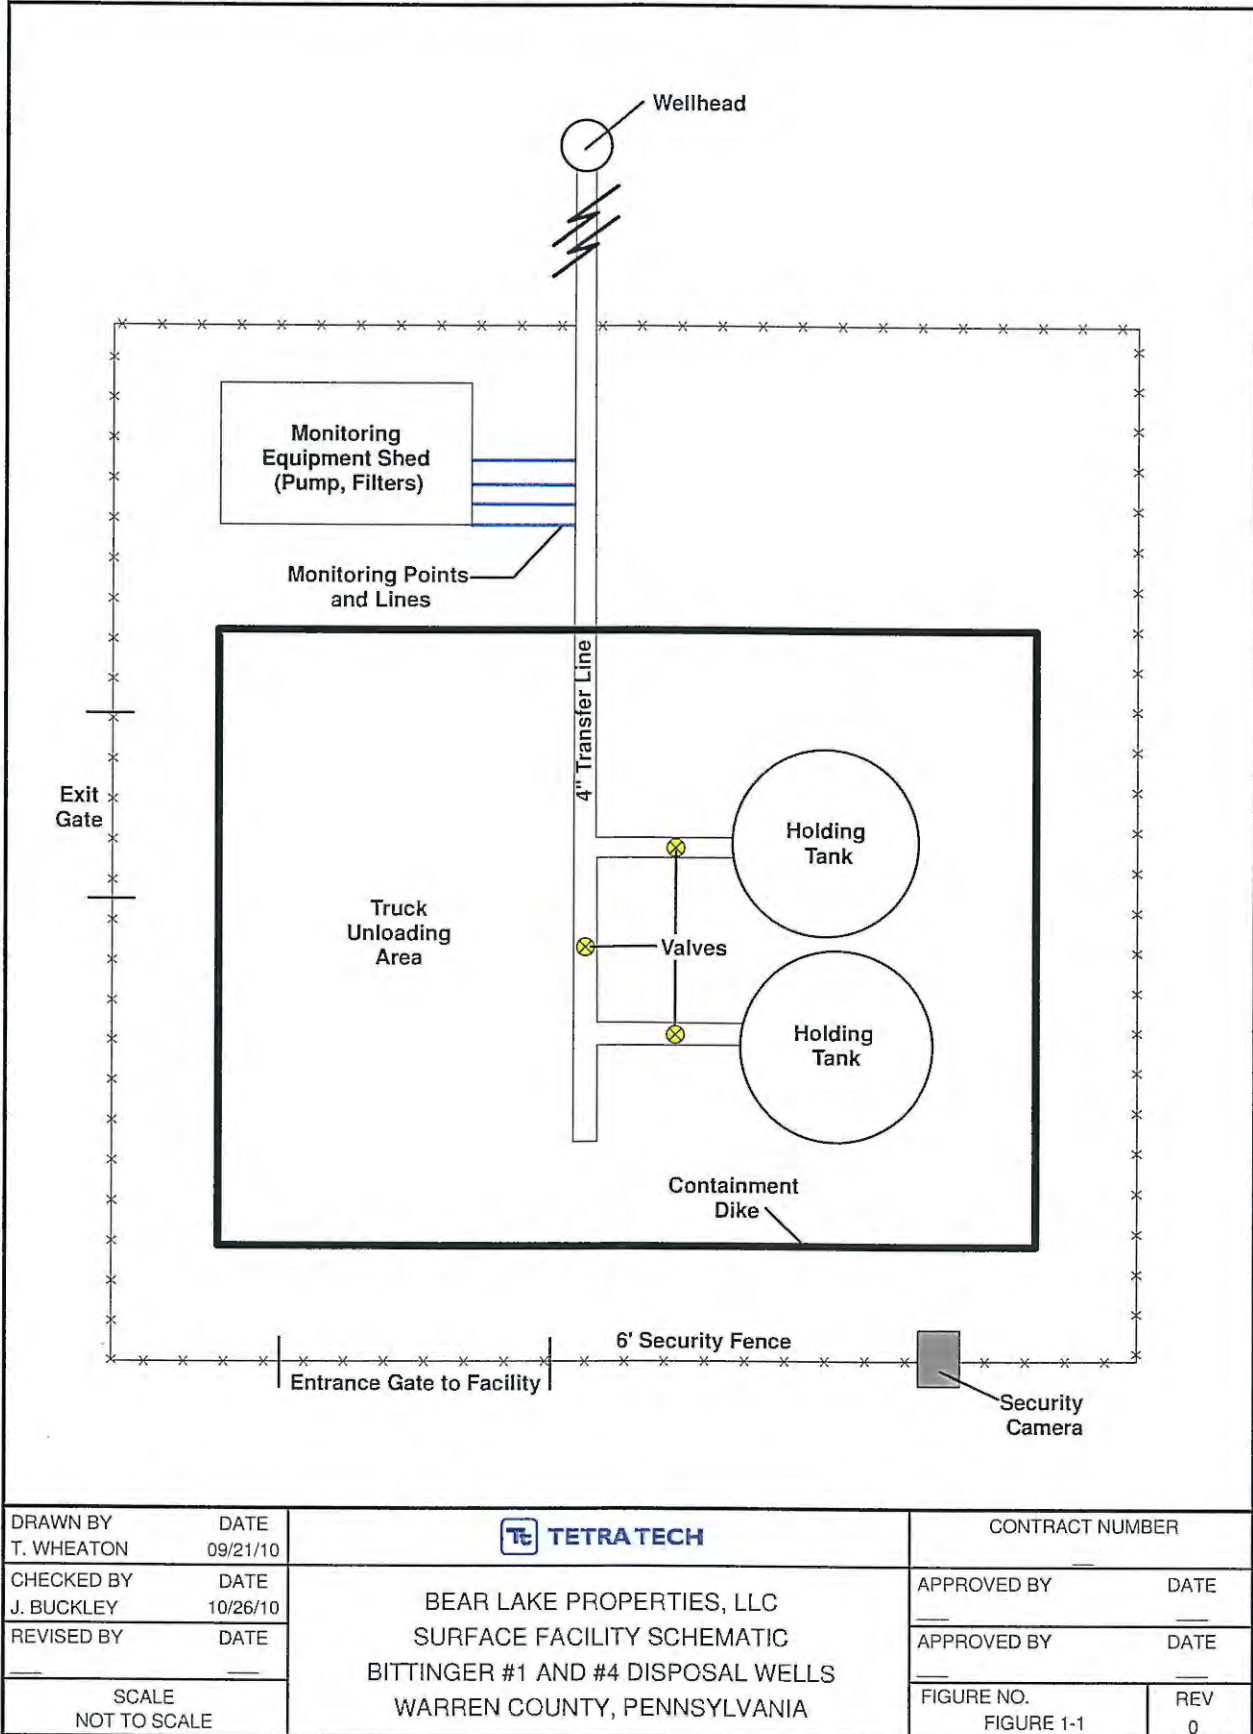 Wellhead
Monitoring
Equipment Shed
(Pump, Filters)
Monitoring Points
and Lines
4" Transfer Line
Exit
Gate
Holding
Tank
Truck
Unloading
Area
Valves
Holding
Tank
Containment
Dike
6' Security Fence
Entrance Gate to Facility
Security
Camera
DRAWN BY DATE
T. WHEATON 09/21/10
CHECKED BY DATE
J. BUCKLEY 10/26/10
REVISED BY DATE
SCALE
NOT TO SCALE
Tt TETRA TECH
BEAR LAKE PROPERTIES, LLC
SURFACE FACILITY SCHEMATIC
BITTINGER #1 AND #4 DISPOSAL WELLS
WARREN COUNTY, PENNSYLVANIA
CONTRACT NUMBER
APPROVED BY DATE
APPROVED BY DATE
FIGURE NO. REV
FIGURE 1-1 0